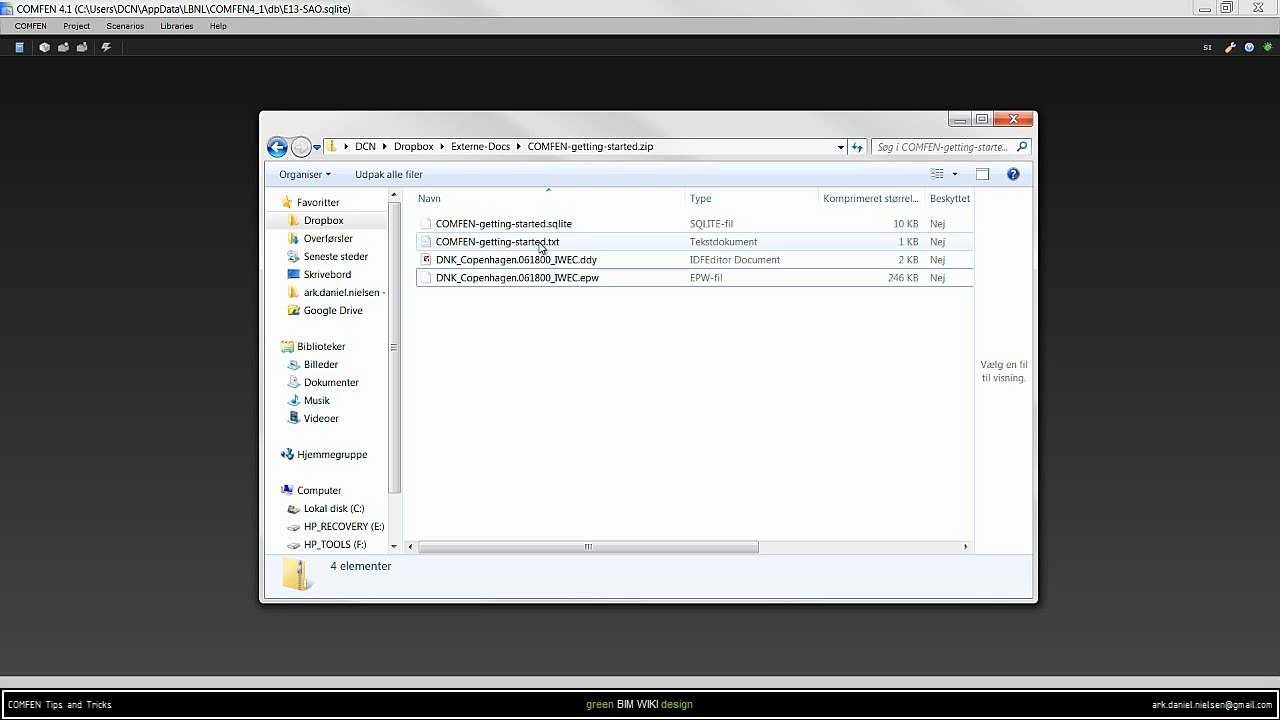 COMFEN 4.1 (C:\Users\DCN\AppData\LBNL\COMFEN4_1\db\E13-SAO.sqlite)
COMFEN Project Scenarios Libraries Help
SI
DCN Dropbox Externe-Docs COMFEN-getting-started.zip
Søg i COMFEN-getting-starte...
Organiser Udpak alle filer
Navn Type Komprimeret størrel... Beskyttet
COMFEN-getting-started.sqlite SQLITE-fil 10 KB Nej
COMFEN-getting-started.txt Tekstdokument 1 KB Nej
DNK_Copenhagen.061800_IWEC.ddy IDFEditor Document 2 KB Nej
DNK_Copenhagen.061800_IWEC.epw EPW-fil 246 KB Nej
Favoritter
Dropbox
Overførsler
Seneste steder
Skrivebord
ark.daniel.nielsen -
Google Drive
Biblioteker
Billeder
Dokumenter
Musik
Videoer
Hjemmegruppe
Computer
Lokal disk (C:)
HP_RECOVERY (E:)
HP_TOOLS (F:)
Vælg en fil
til visning.
4 elementer
COMFEN Tips and Tricks
green BIM WIKI design
ark.daniel.nielsen@gmail.com